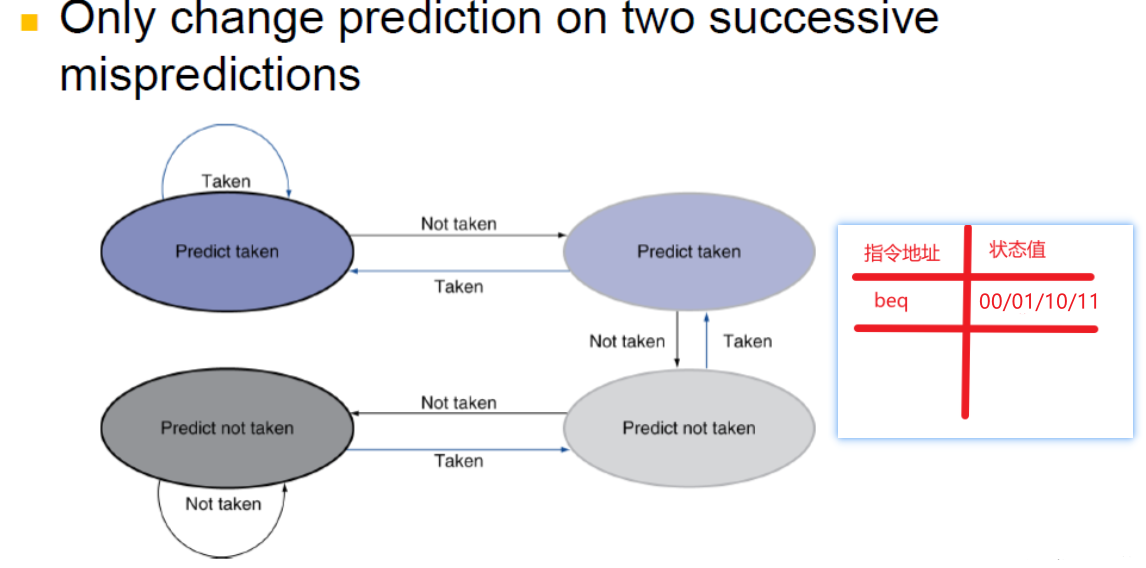 Only change prediction on two successive
mispredictions
Taken
Predict taken
Not taken
Taken
Predict taken
Not taken
Taken
Predict not taken
Not taken
Taken
Predict not taken
Not taken
指令地址 状态值
beq 00/01/10/11